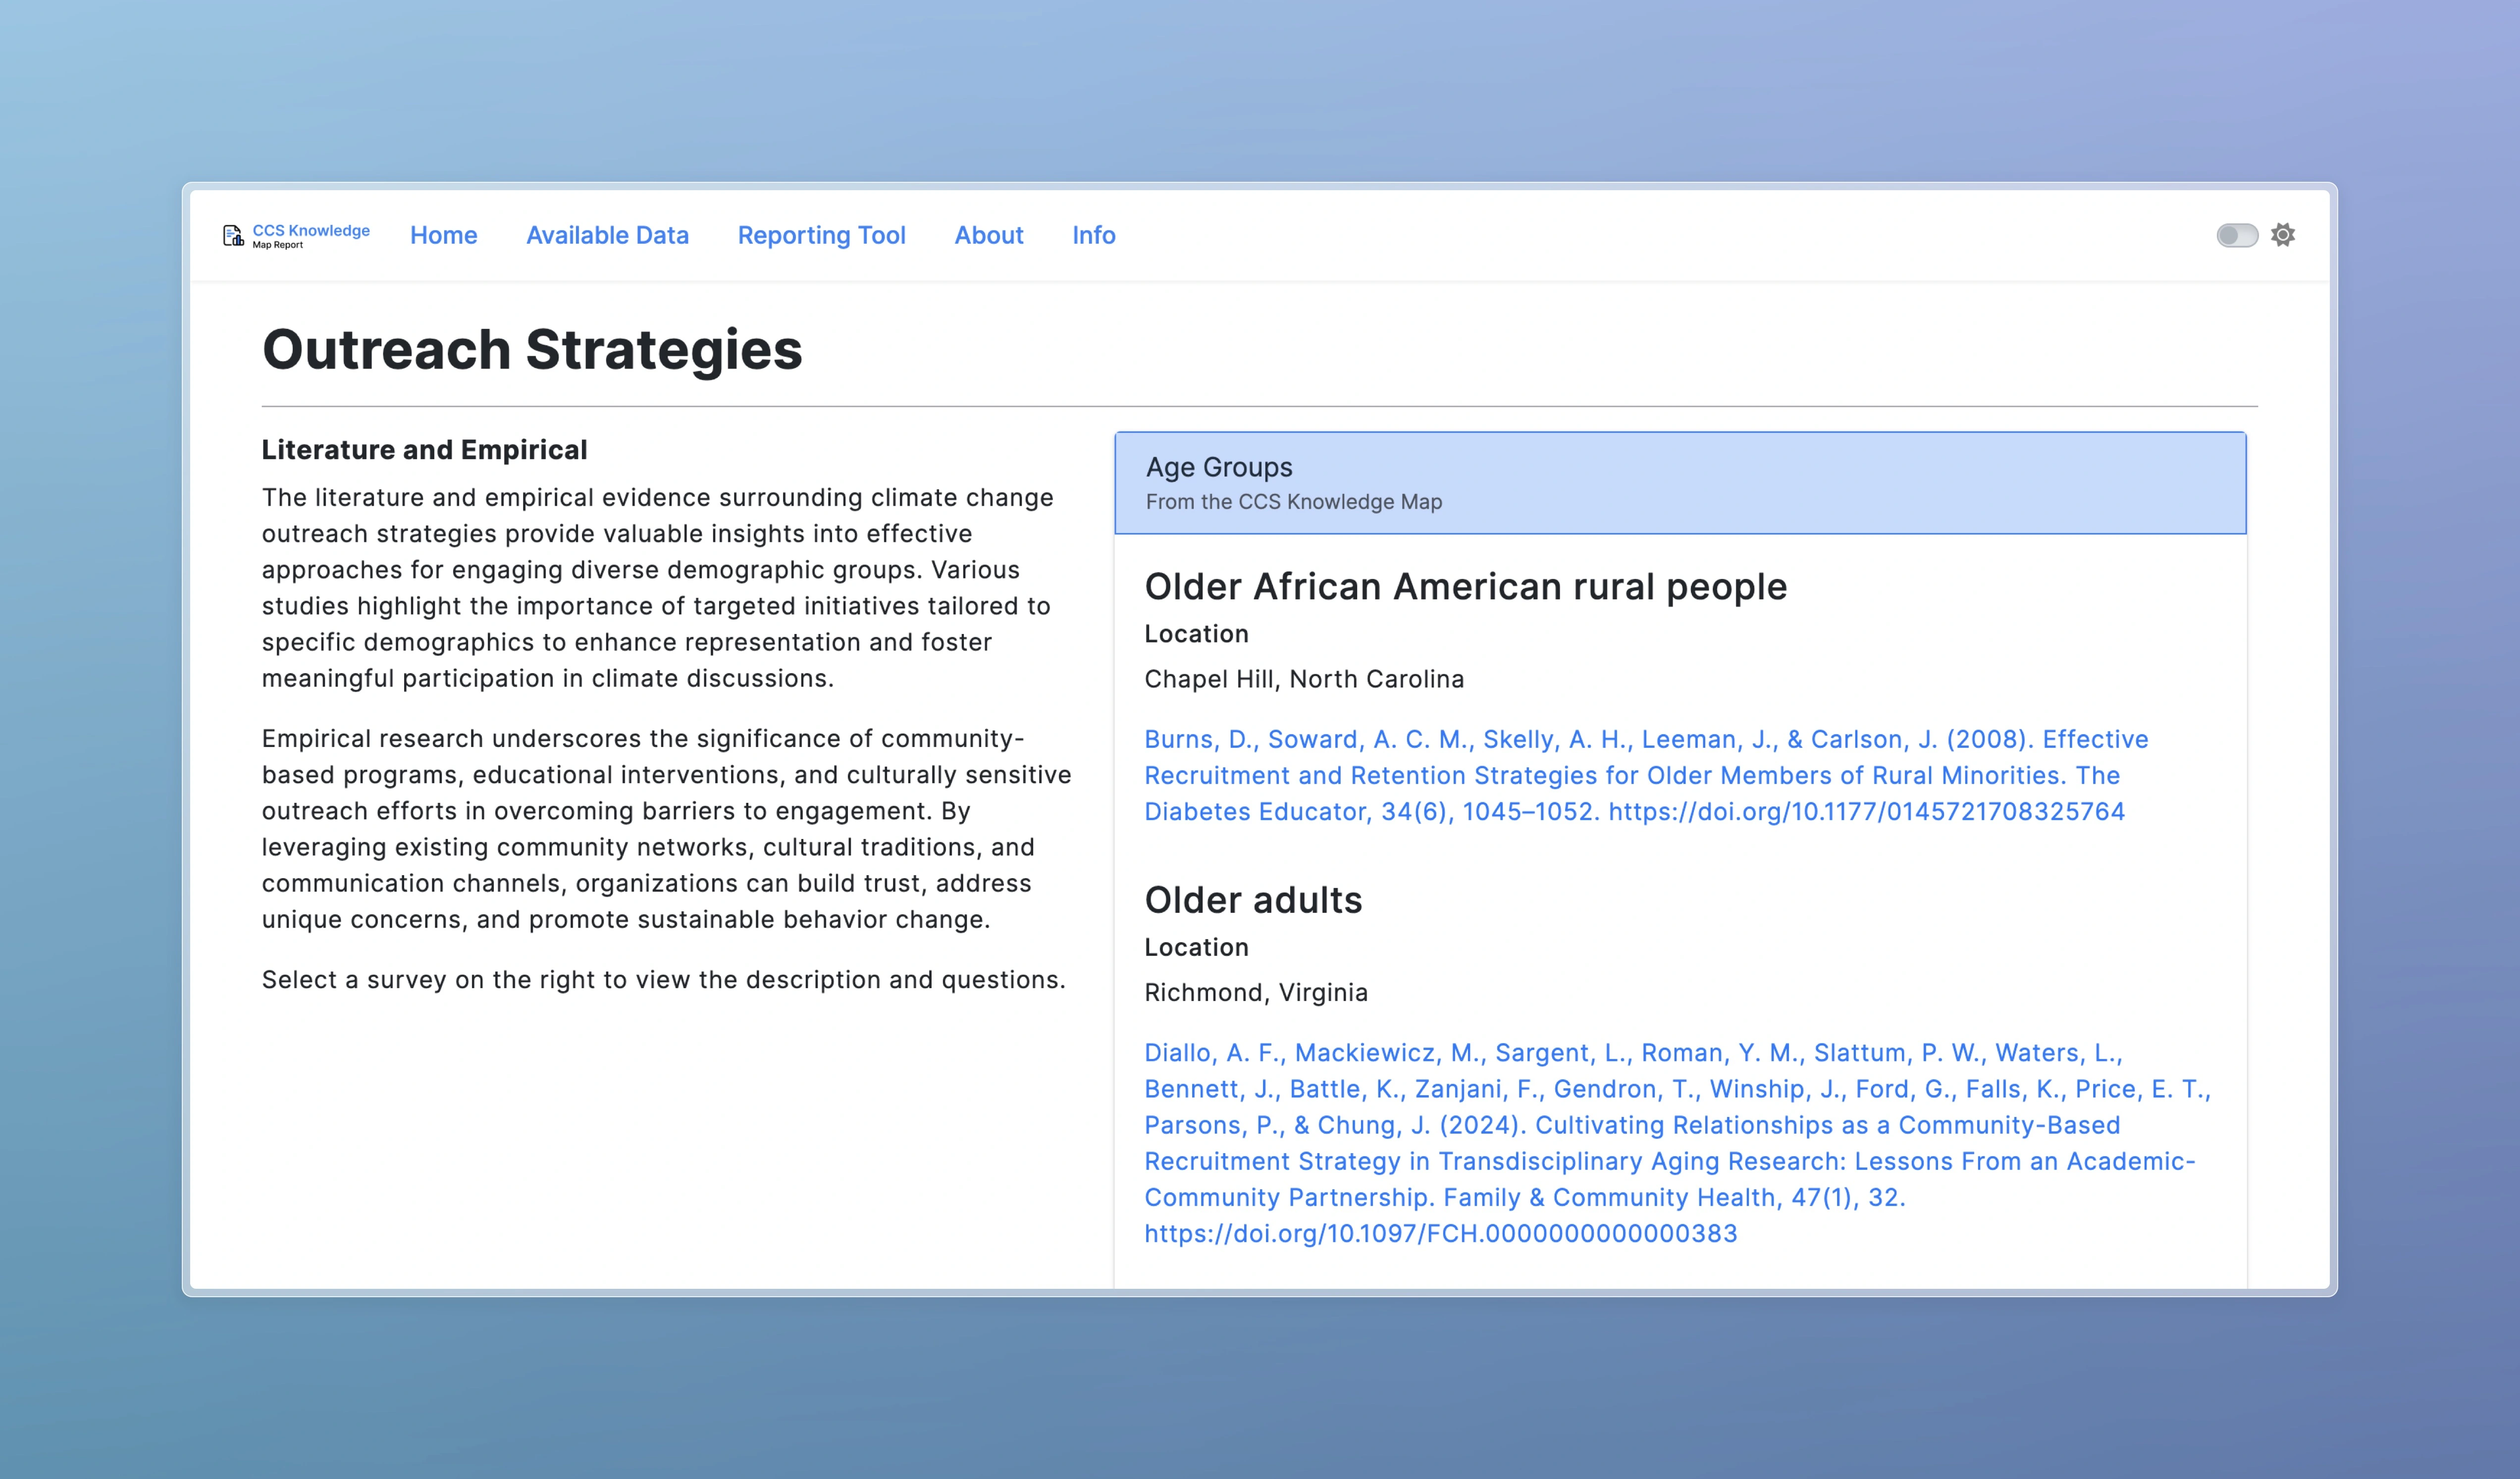 CCS Knowledge
Map Report
Home
Available Data
Reporting Tool
About
Info
Outreach Strategies
Literature and Empirical
The literature and empirical evidence surrounding climate change
outreach strategies provide valuable insights into effective
approaches for engaging diverse demographic groups. Various
studies highlight the importance of targeted initiatives tailored to
specific demographics to enhance representation and foster
meaningful participation in climate discussions.
Empirical research underscores the significance of community-
based programs, educational interventions, and culturally sensitive
outreach efforts in overcoming barriers to engagement. By
leveraging existing community networks, cultural traditions, and
communication channels, organizations can build trust, address
unique concerns, and promote sustainable behavior change.
Select a survey on the right to view the description and questions.
Age Groups
From the CCS Knowledge Map
Older African American rural people
Location
Chapel Hill, North Carolina
Burns, D., Soward, A. C. M., Skelly, A. H., Leeman, J., & Carlson, J. (2008). Effective
Recruitment and Retention Strategies for Older Members of Rural Minorities. The
Diabetes Educator, 34(6), 1045–1052. https://doi.org/10.1177/0145721708325764
Older adults
Location
Richmond, Virginia
Diallo, A. F., Mackiewicz, M., Sargent, L., Roman, Y. M., Slattum, P. W., Waters, L.,
Bennett, J., Battle, K., Zanjani, F., Gendron, T., Winship, J., Ford, G., Falls, K., Price, E. T.,
Parsons, P., & Chung, J. (2024). Cultivating Relationships as a Community-Based
Recruitment Strategy in Transdisciplinary Aging Research: Lessons From an Academic-
Community Partnership. Family & Community Health, 47(1), 32.
https://doi.org/10.1097/FCH.0000000000000383